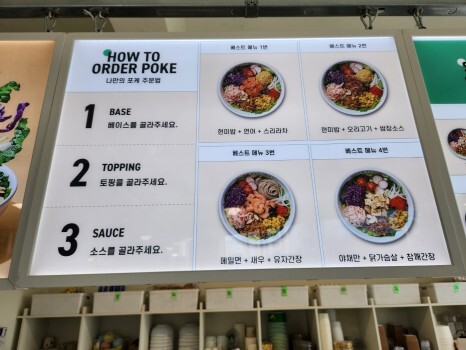 HOW TO
ORDER POKE
나만의 포케 주문법
1 BASE
베이스를 골라주세요.
2 TOPPING
토핑을 골라주세요.
3 SAUCE
소스를 골라주세요.
베스트 메뉴 1번
현미밥 + 연어 + 스리라차
베스트 메뉴 2번
현미밥 + 오리고기 + 쌈장소스
베스트 메뉴 3번
메밀면 + 새우 + 유자간장
베스트 메뉴 4번
야채만 + 닭가슴살 + 참깨간장